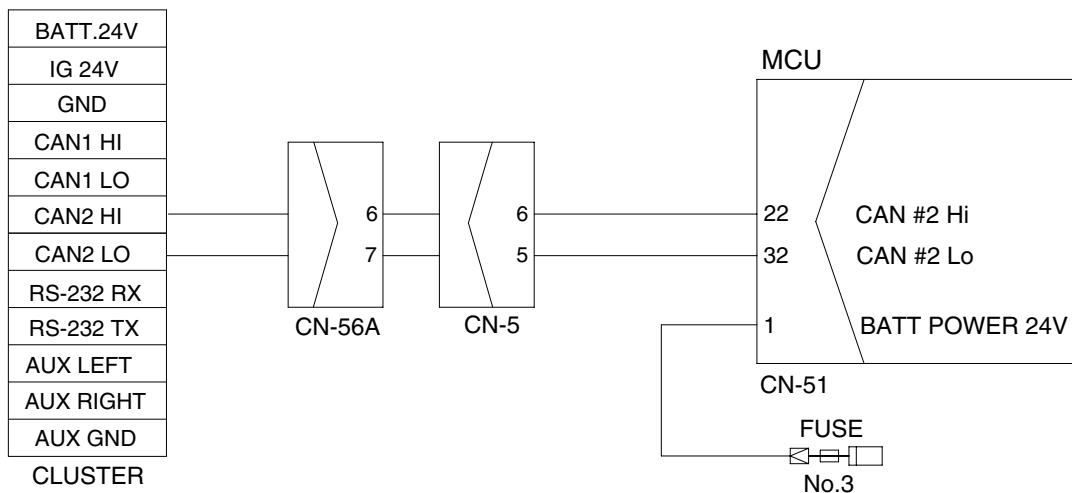 BATT.24V
IG 24V
GND
CAN1 HI
CAN1 LO
CAN2 HI
CAN2 LO
RS-232 RX
RS-232 TX
AUX LEFT
AUX RIGHT
AUX GND
CLUSTER
6
7
CN-56A
6
5
CN-5
MCU
22 CAN #2 Hi
32 CAN #2 Lo
1 BATT POWER 24V
CN-51
FUSE
No.3